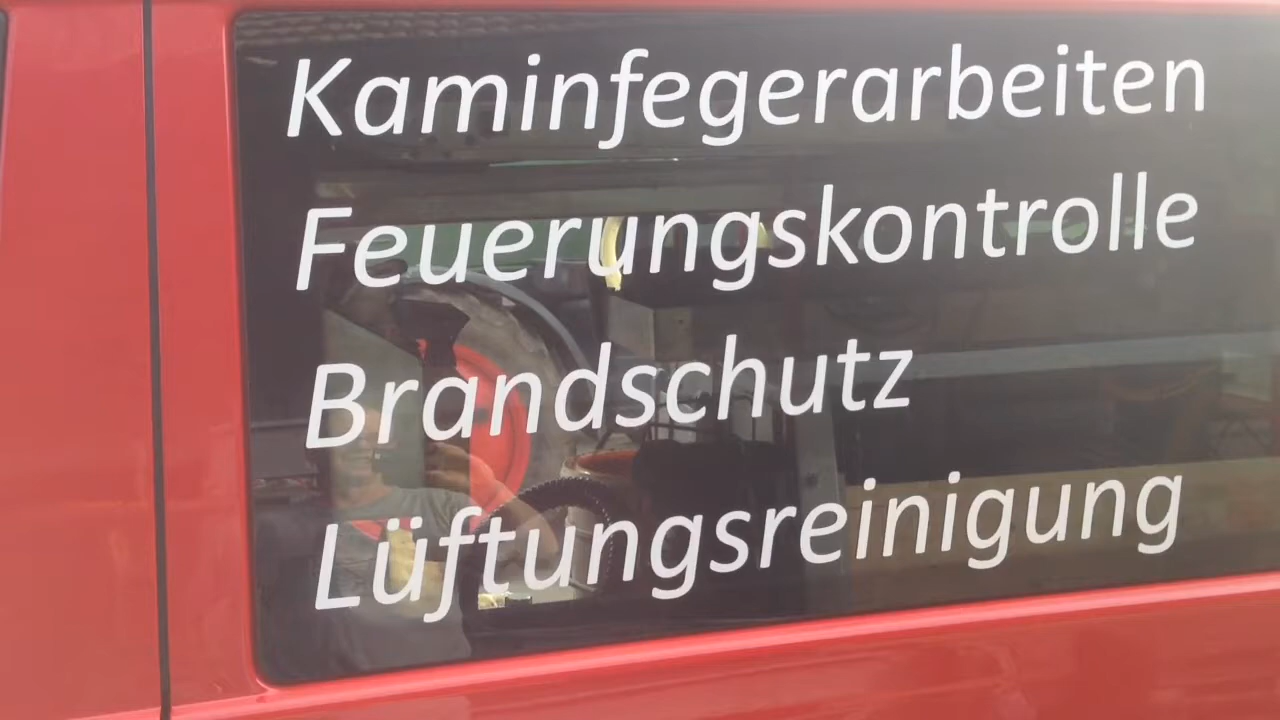 Kaminfegerarbeiten
Feuerungskontrolle
Brandschutz
Lüftungsreinigung